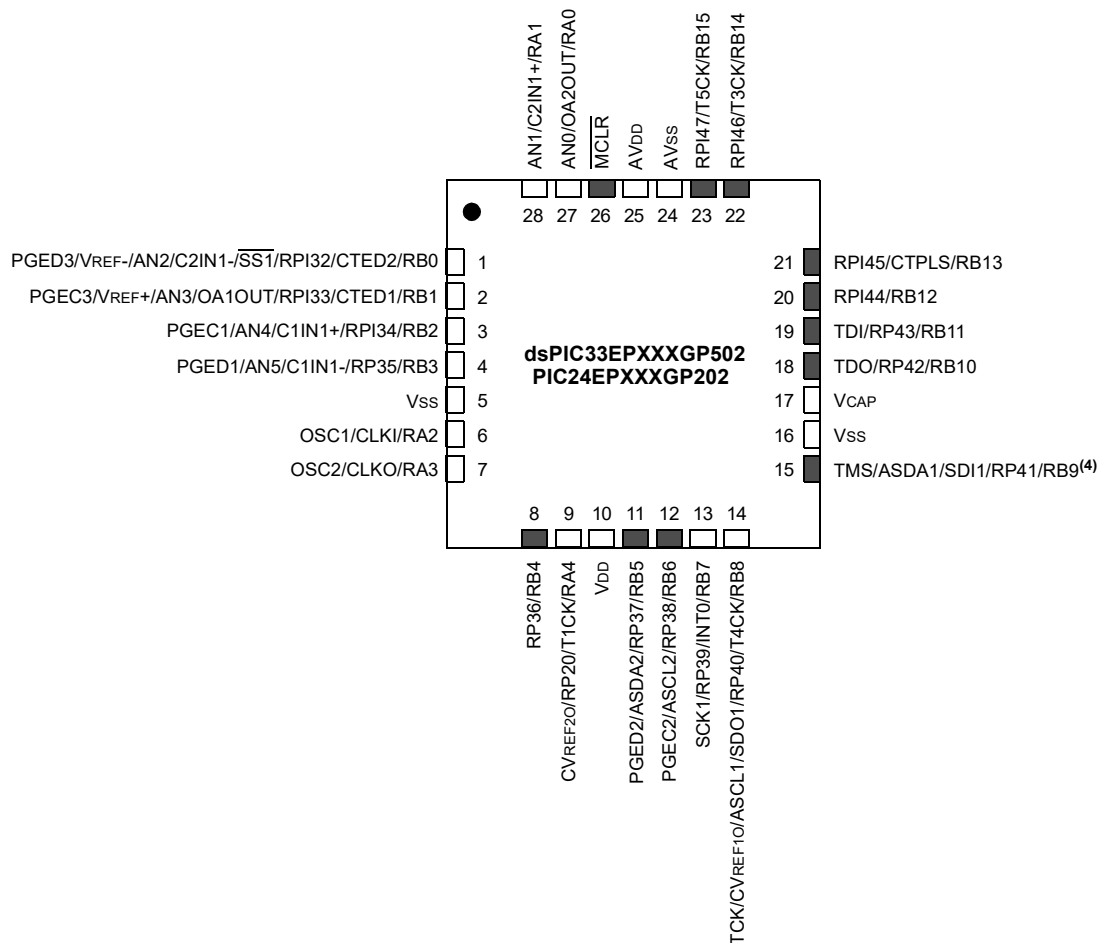 AN1/C2IN1+/RA1
AN0/OA2OUT/RA0
MCLR
AVDD
AVSS
RPI47/T5CK/RB15
RPI46/T3CK/RB14
28 27 26 25 24 23 22
PGED3/VREF-/AN2/C2IN1-/SS1/RPI32/CTED2/RB0 1
PGEC3/VREF+/AN3/OA1OUT/RPI33/CTED1/RB1 2
PGEC1/AN4/C1IN1+/RPI34/RB2 3
PGED1/AN5/C1IN1-/RP35/RB3 4
VSS 5
OSC1/CLKI/RA2 6
OSC2/CLKO/RA3 7
dsPIC33EPXXXGP502
PIC24EPXXXGP202
21 RPI45/CTPLS/RB13
20 RPI44/RB12
19 TDI/RP43/RB11
18 TDO/RP42/RB10
17 VCAP
16 VSS
15 TMS/ASDA1/SDI1/RP41/RB9(4)
8 9 10 11 12 13 14
RP36/RB4
CVREF2O/RP20/T1CK/RA4
VDD
PGED2/ASDA2/RP37/RB5
PGEC2/ASCL2/RP38/RB6
SCK1/RP39/INT0/RB7
TCK/CVREF1O/ASCL1/SDO1/RP40/T4CK/RB8